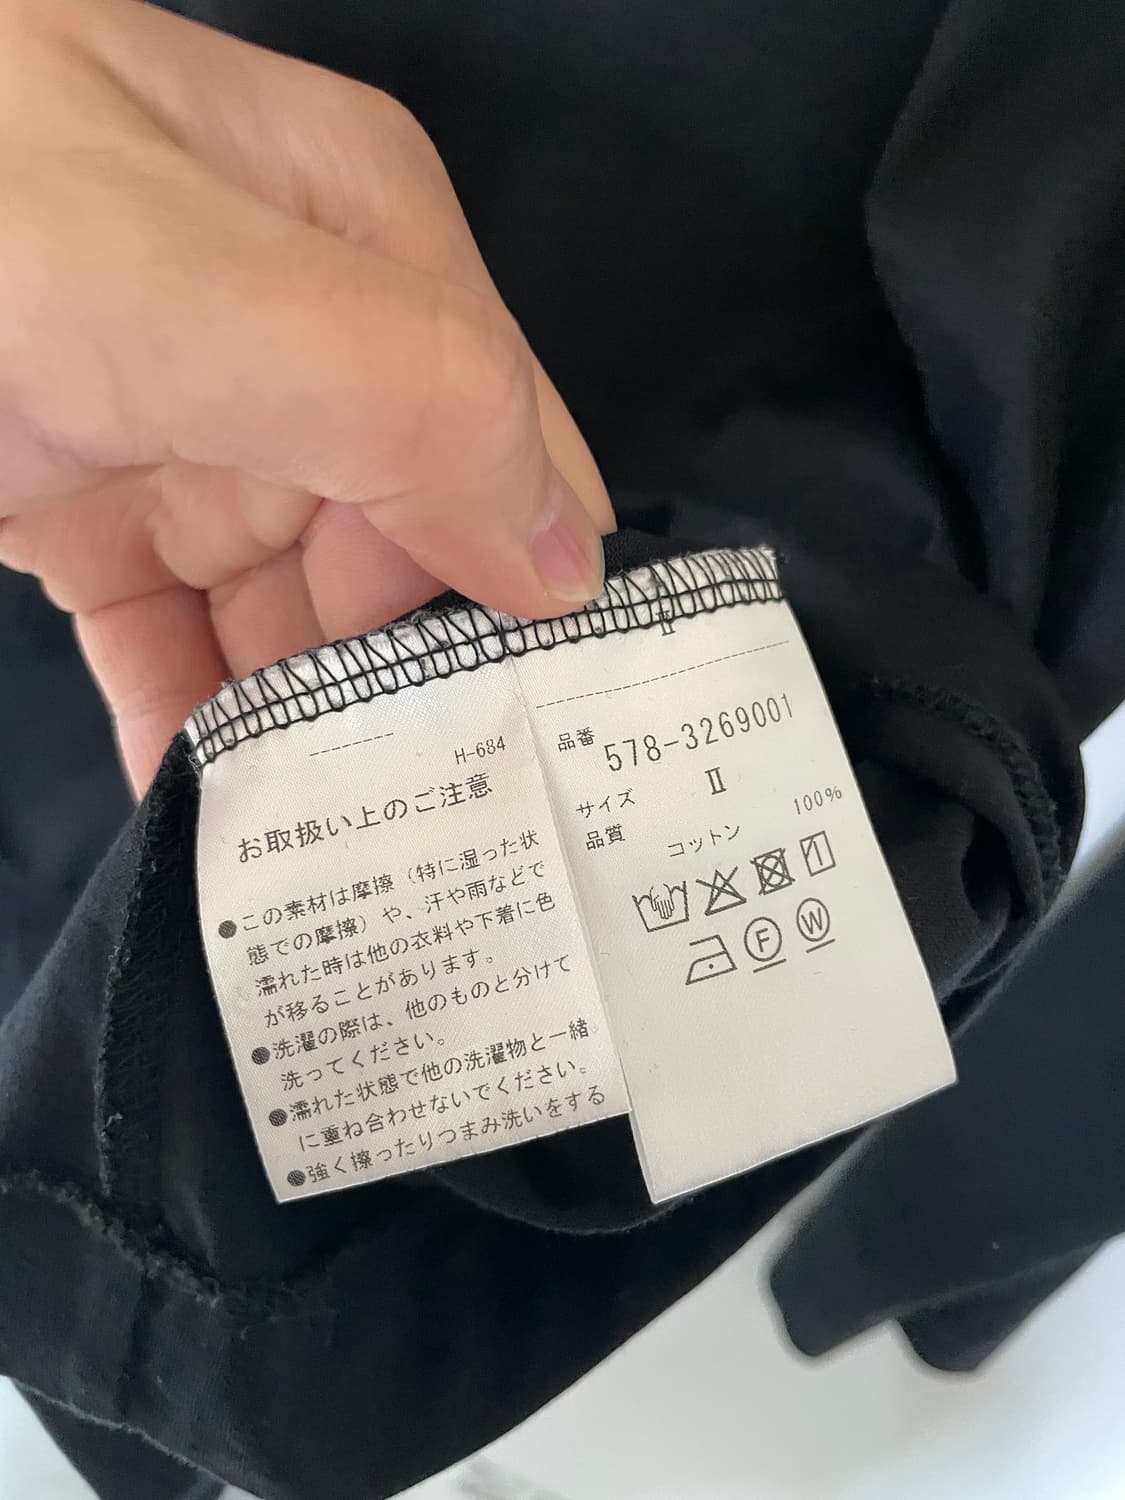 H-684
お取扱い上のご注意
●この素材は摩擦（特に湿った状
態での摩擦）や、汗や雨などで
濡れた時は他の衣料や下着に色
が移ることがあります。
●洗濯の際は、他のものと分けて
洗ってください。
●濡れた状態で他の洗濯物と一緒
に重ね合わせないでください。
●強く擦ったりつまみ洗いをする
Ⅱ
品番 578-3269001
サイズ Ⅱ
品質 コットン 100%
F W